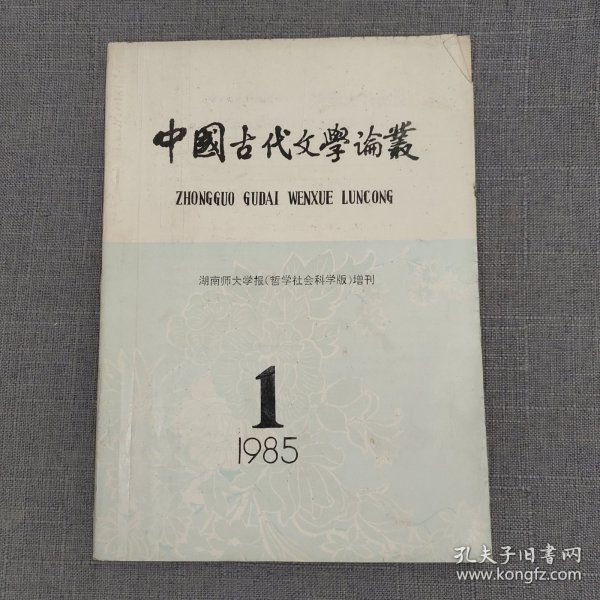 中國古代文學論叢
ZHONGGUO GUDAI WENXUE LUNCONG
湖南师大学报(哲学社会科学版)增刊
1
1985
孔夫子旧书网
www.kongfz.com